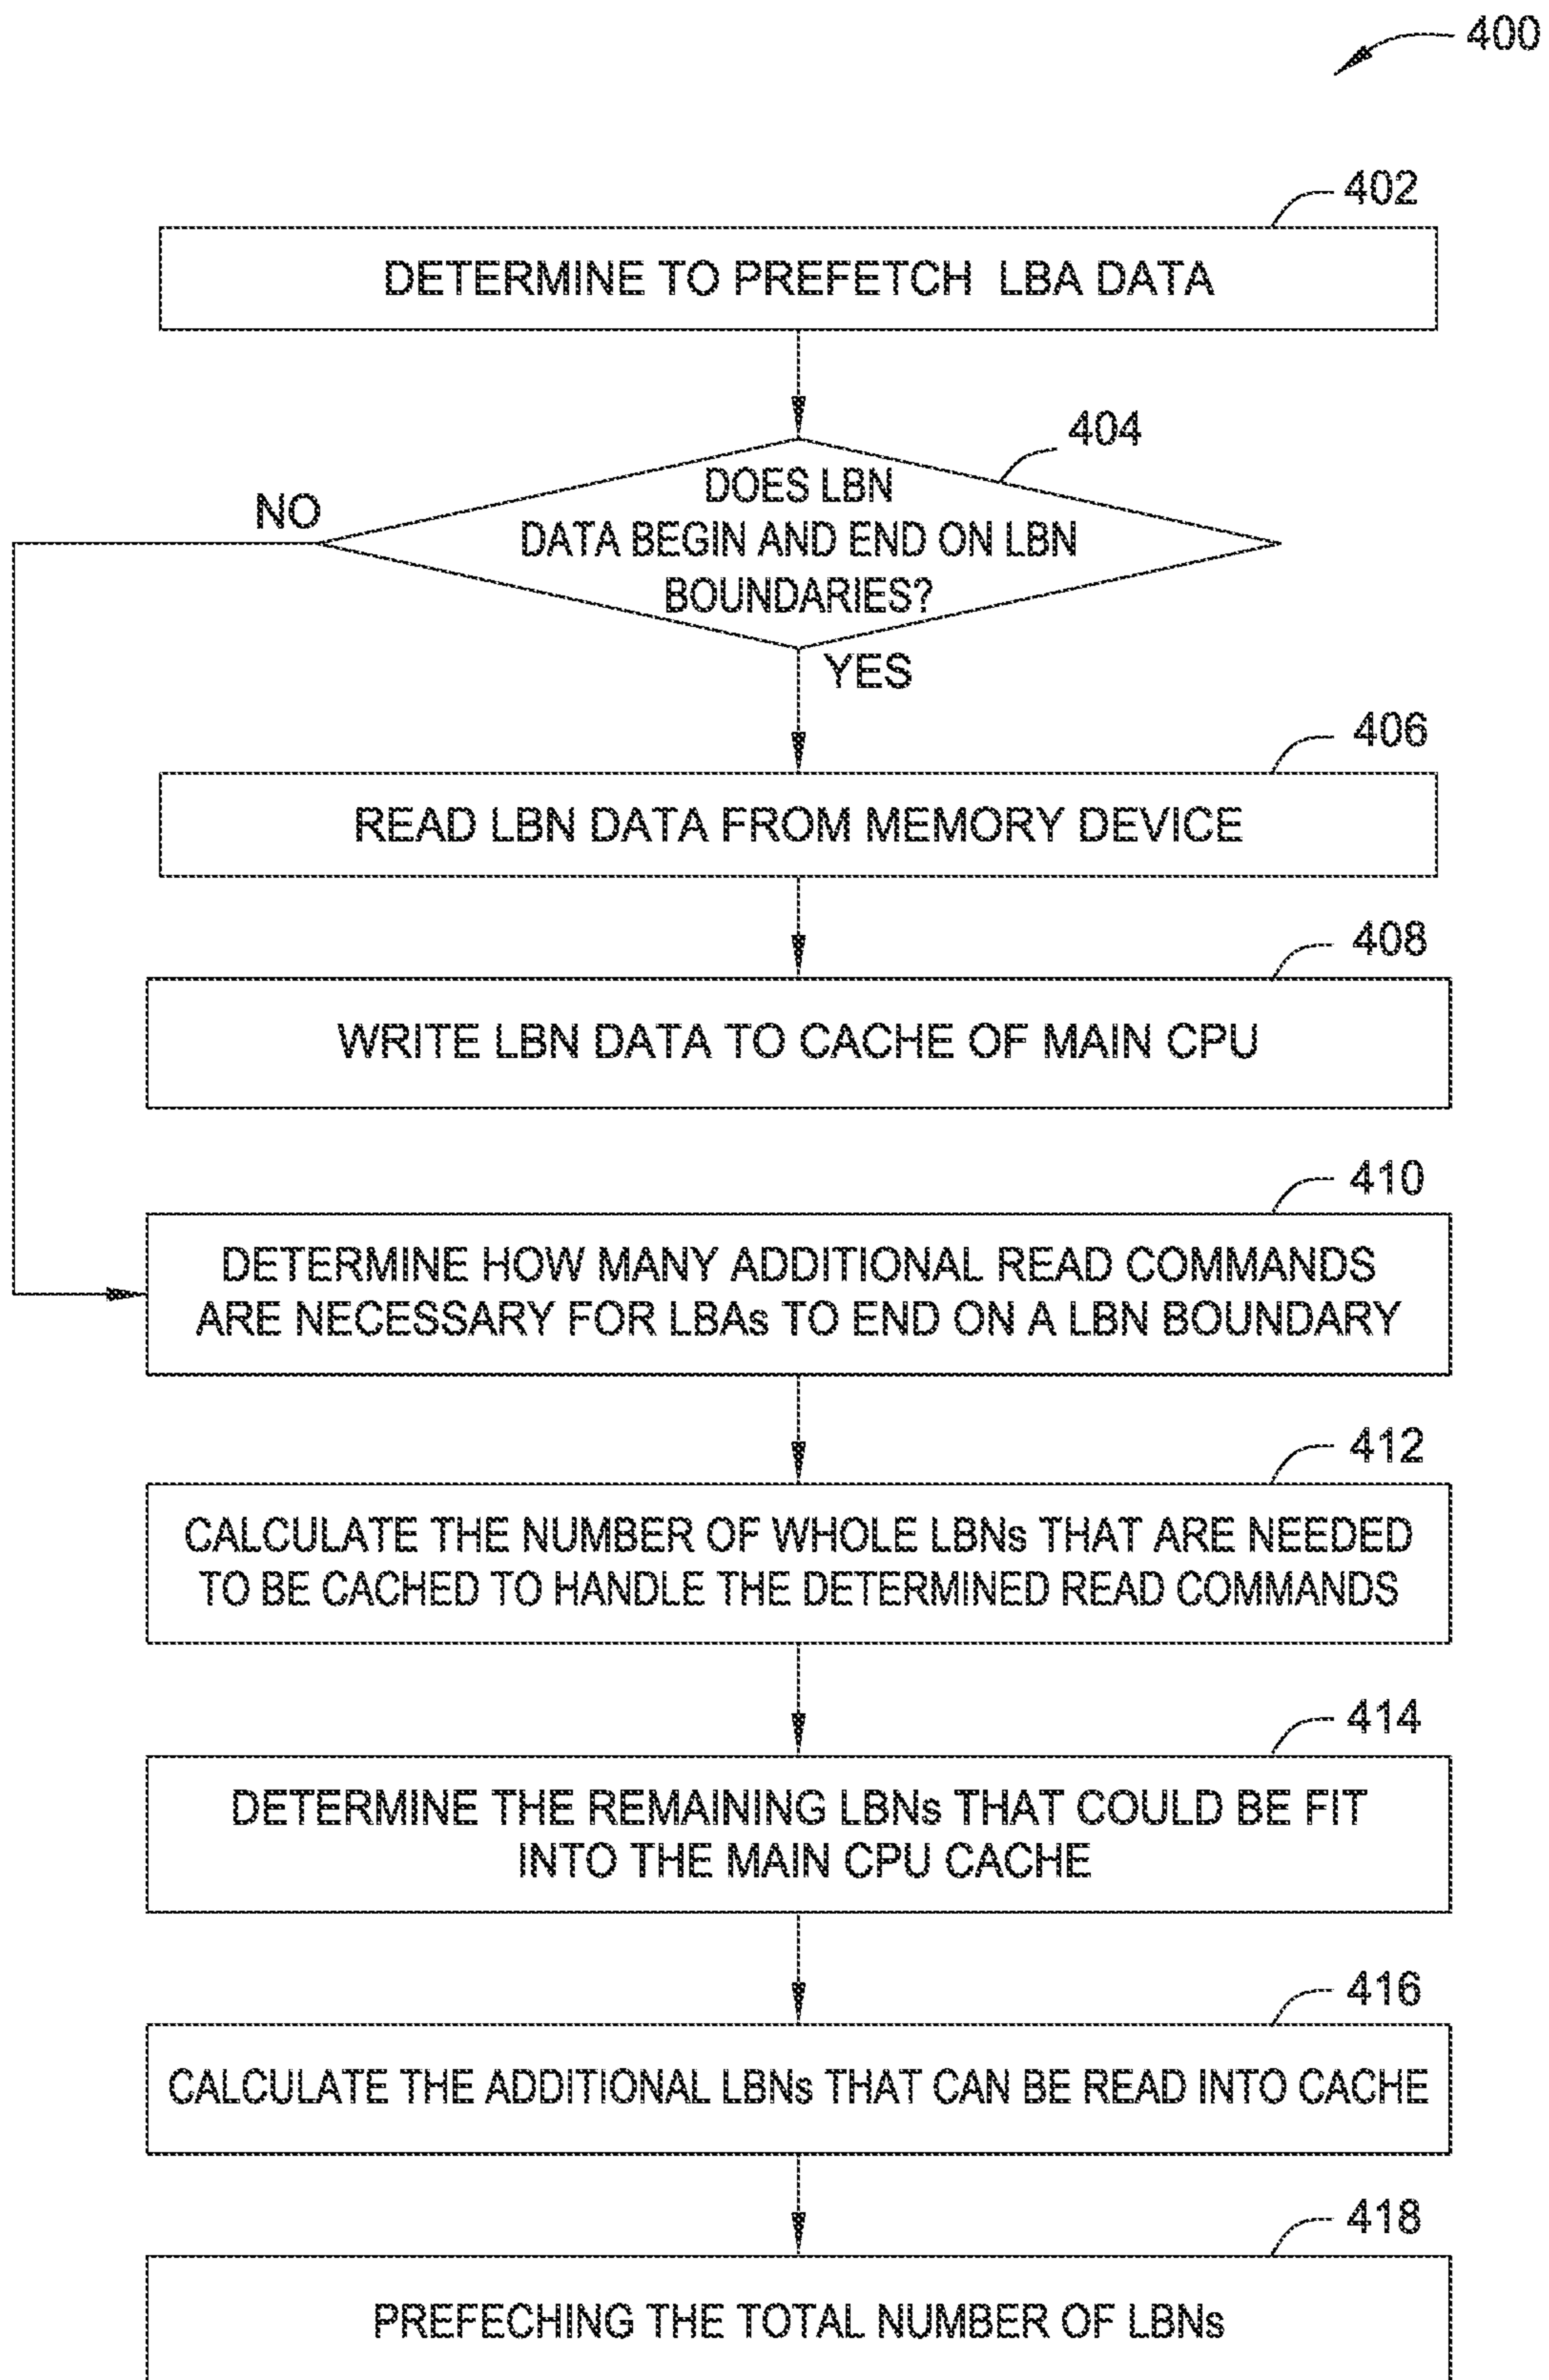 400
402
DETERMINE TO PREFETCH LBA DATA
404
DOES LBN
DATA BEGIN AND END ON LBN
BOUNDARIES?
NO
YES
406
READ LBN DATA FROM MEMORY DEVICE
408
WRITE LBN DATA TO CACHE OF MAIN CPU
410
DETERMINE HOW MANY ADDITIONAL READ COMMANDS
ARE NECESSARY FOR LBAs TO END ON A LBN BOUNDARY
412
CALCULATE THE NUMBER OF WHOLE LBNs THAT ARE NEEDED
TO BE CACHED TO HANDLE THE DETERMINED READ COMMANDS
414
DETERMINE THE REMAINING LBNs THAT COULD BE FIT
INTO THE MAIN CPU CACHE
416
CALCULATE THE ADDITIONAL LBNs THAT CAN BE READ INTO CACHE
418
PREFECHING THE TOTAL NUMBER OF LBNs